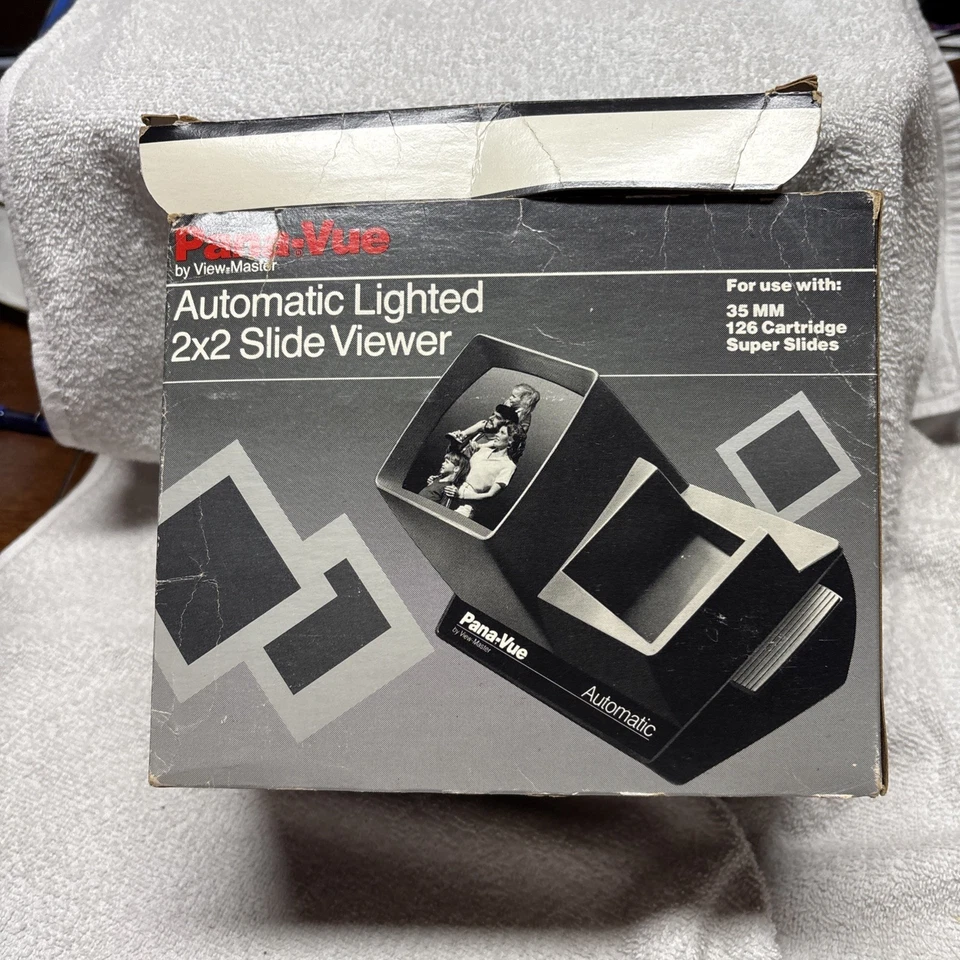 Pana-Vue
by View-Master
Automatic Lighted
2x2 Slide Viewer
For use with:
35 MM
126 Cartridge
Super Slides
Pana-Vue
by View-Master
Automatic